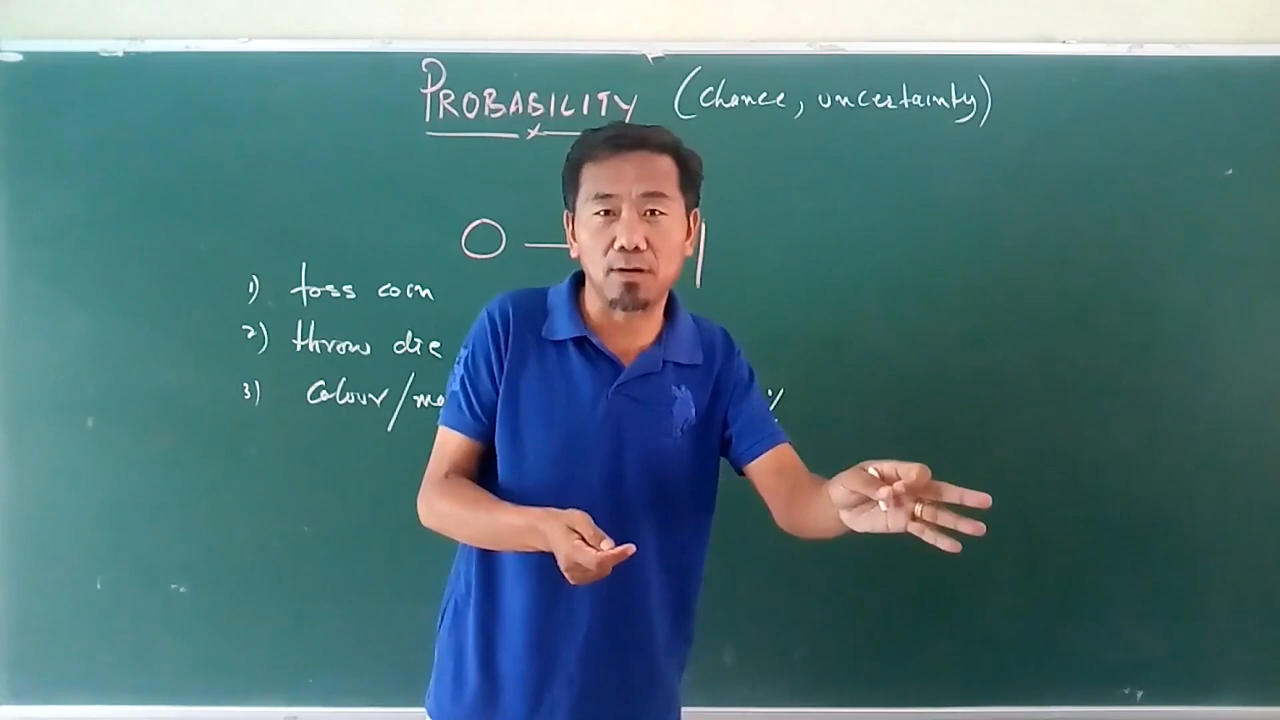 PROBABILITY (chance, uncertainty)
0 — 1
1) toss coin
2) throw die
3) Colour/